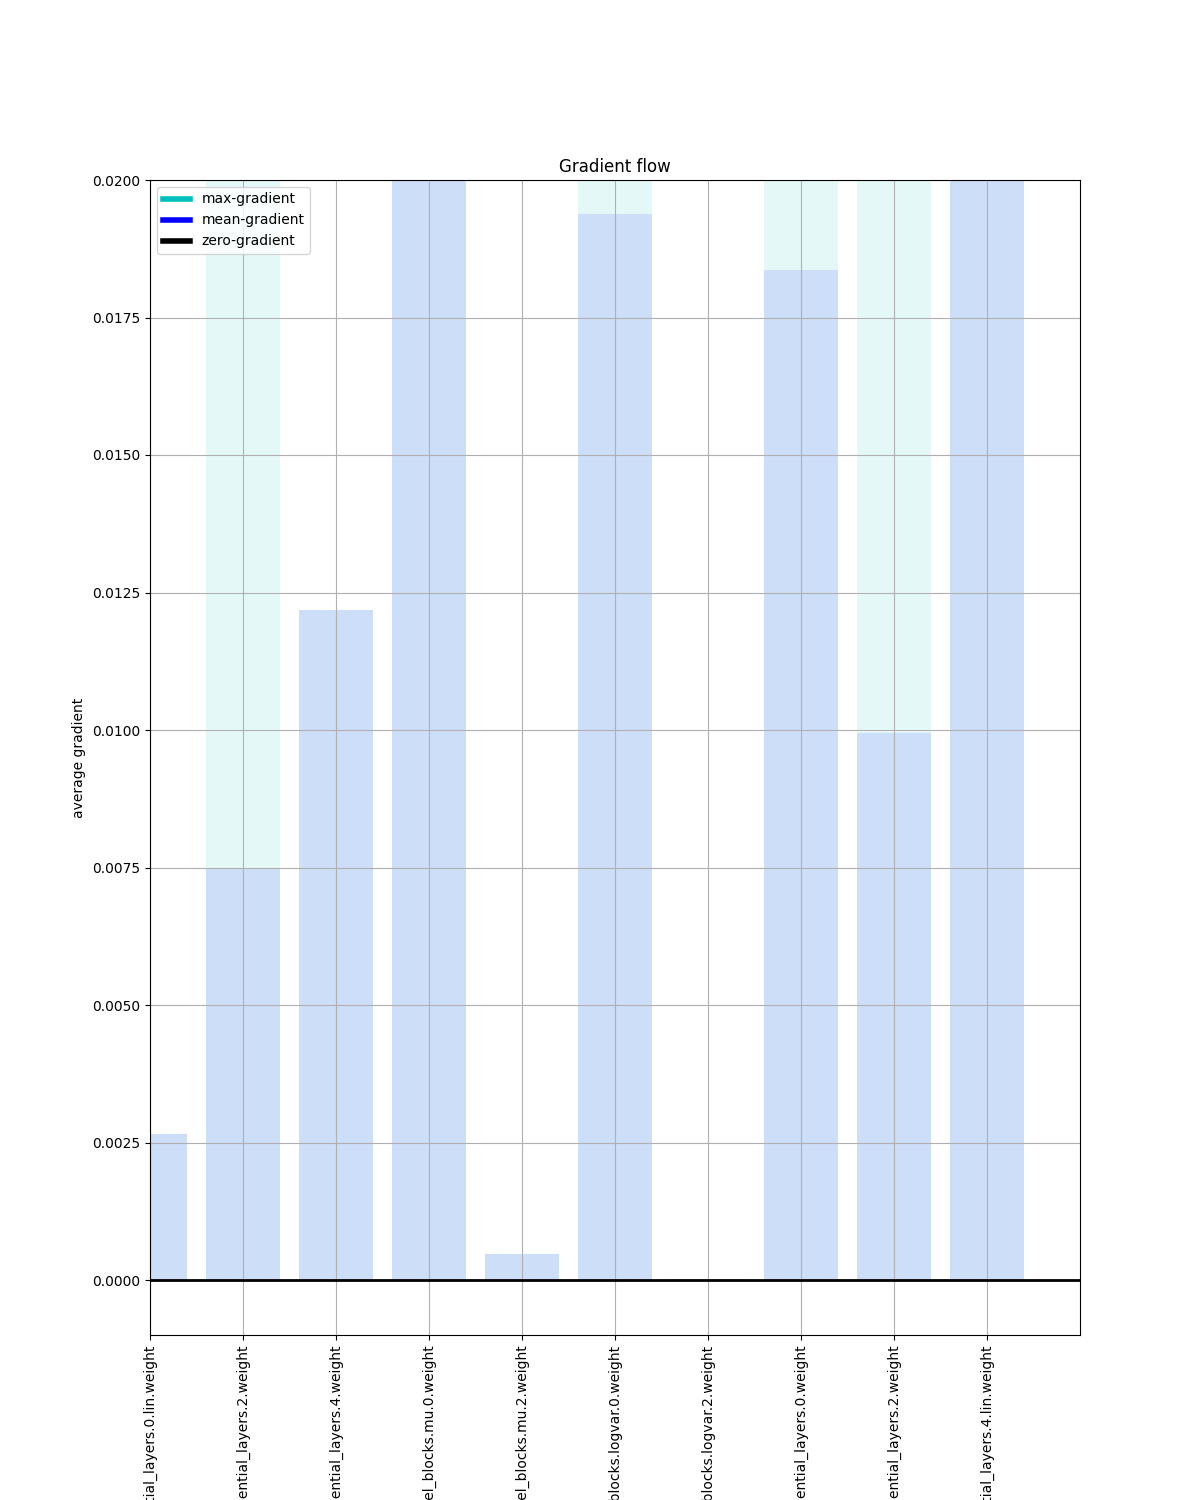 Gradient flow
max-gradient
mean-gradient
zero-gradient
0.0200
0.0175
0.0150
0.0125
0.0100
0.0075
0.0050
0.0025
0.0000
average gradient
tial_layers.0.lin.weight
ential_layers.2.weight
ential_layers.4.weight
el_blocks.mu.0.weight
el_blocks.mu.2.weight
blocks.logvar.0.weight
blocks.logvar.2.weight
ential_layers.0.weight
ential_layers.2.weight
tial_layers.4.lin.weight